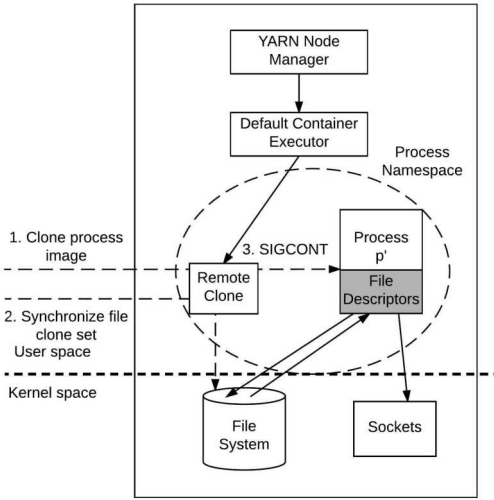 YARN Node
Manager
Default Container
Executor
Process
Namespace
1. Clone process
image
3. SIGCONT
Process
p'
Remote
Clone
File
Descriptors
2. Synchronize file
clone set
User space
Kernel space
File
System
Sockets